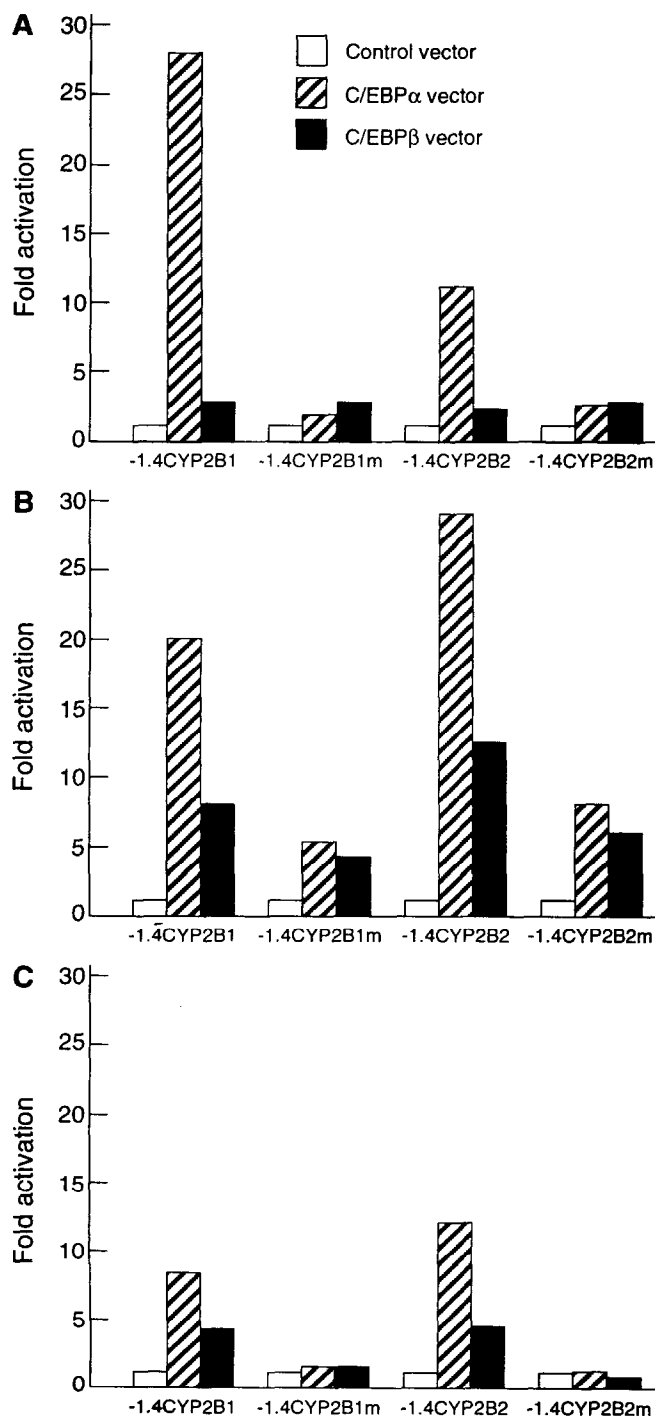 A
Fold activation
30
25
20
15
10
5
0
Control vector
C/EBPα vector
C/EBPβ vector
-1.4CYP2B1 -1.4CYP2B1m -1.4CYP2B2 -1.4CYP2B2m
B
Fold activation
30
25
20
15
10
5
0
-1.4CYP2B1 -1.4CYP2B1m -1.4CYP2B2 -1.4CYP2B2m
C
Fold activation
30
25
20
15
10
5
0
-1.4CYP2B1 -1.4CYP2B1m -1.4CYP2B2 -1.4CYP2B2m